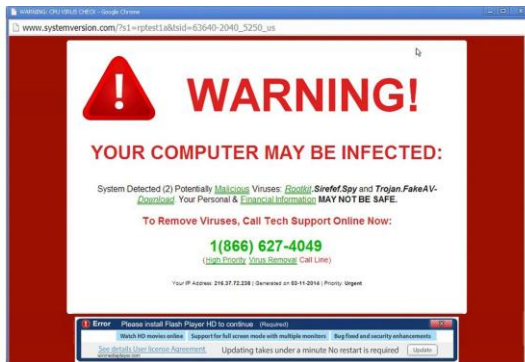 WARNING: CPU VIRUS CHECK - Google Chrome
www.systemversion.com/?s1=rptest1a&tsid=63640-2040_5250_us
WARNING!
YOUR COMPUTER MAY BE INFECTED:
System Detected (2) Potentially Malicious Viruses: Rootkit.Sirefef.Spy and Trojan.FakeAV-
Download. Your Personal & Financial Information MAY NOT BE SAFE.
To Remove Viruses, Call Tech Support Online Now:
1(866) 627-4049
(High Priority Virus Removal Call Line)
Your IP Address: 216.37.72.238 | Generated on 03-11-2014 | Priority: Urgent
Error Please install Flash Player HD to continue (Required)
Watch HD movies online Support for full screen mode with multiple monitors Bug fixed and security enhancements
See details User license Agreement Updating takes under a minute No restart is required Update